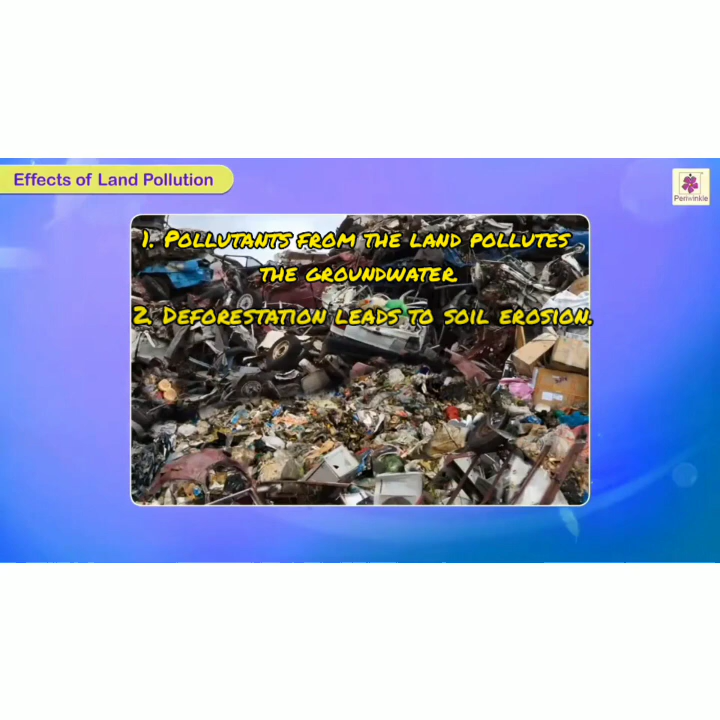 Effects of Land Pollution
Periwinkle
1. Pollutants from the land pollutes
the groundwater.
2. Deforestation leads to soil erosion.